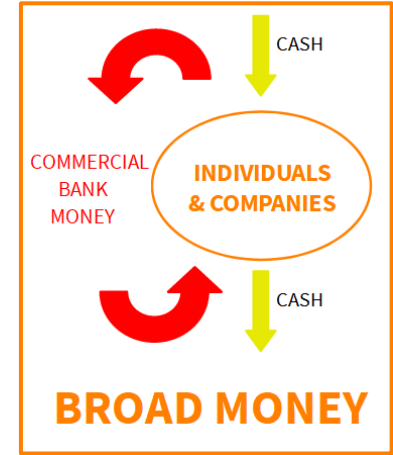 CASH
COMMERCIAL
BANK
MONEY
INDIVIDUALS
& COMPANIES
CASH
BROAD MONEY